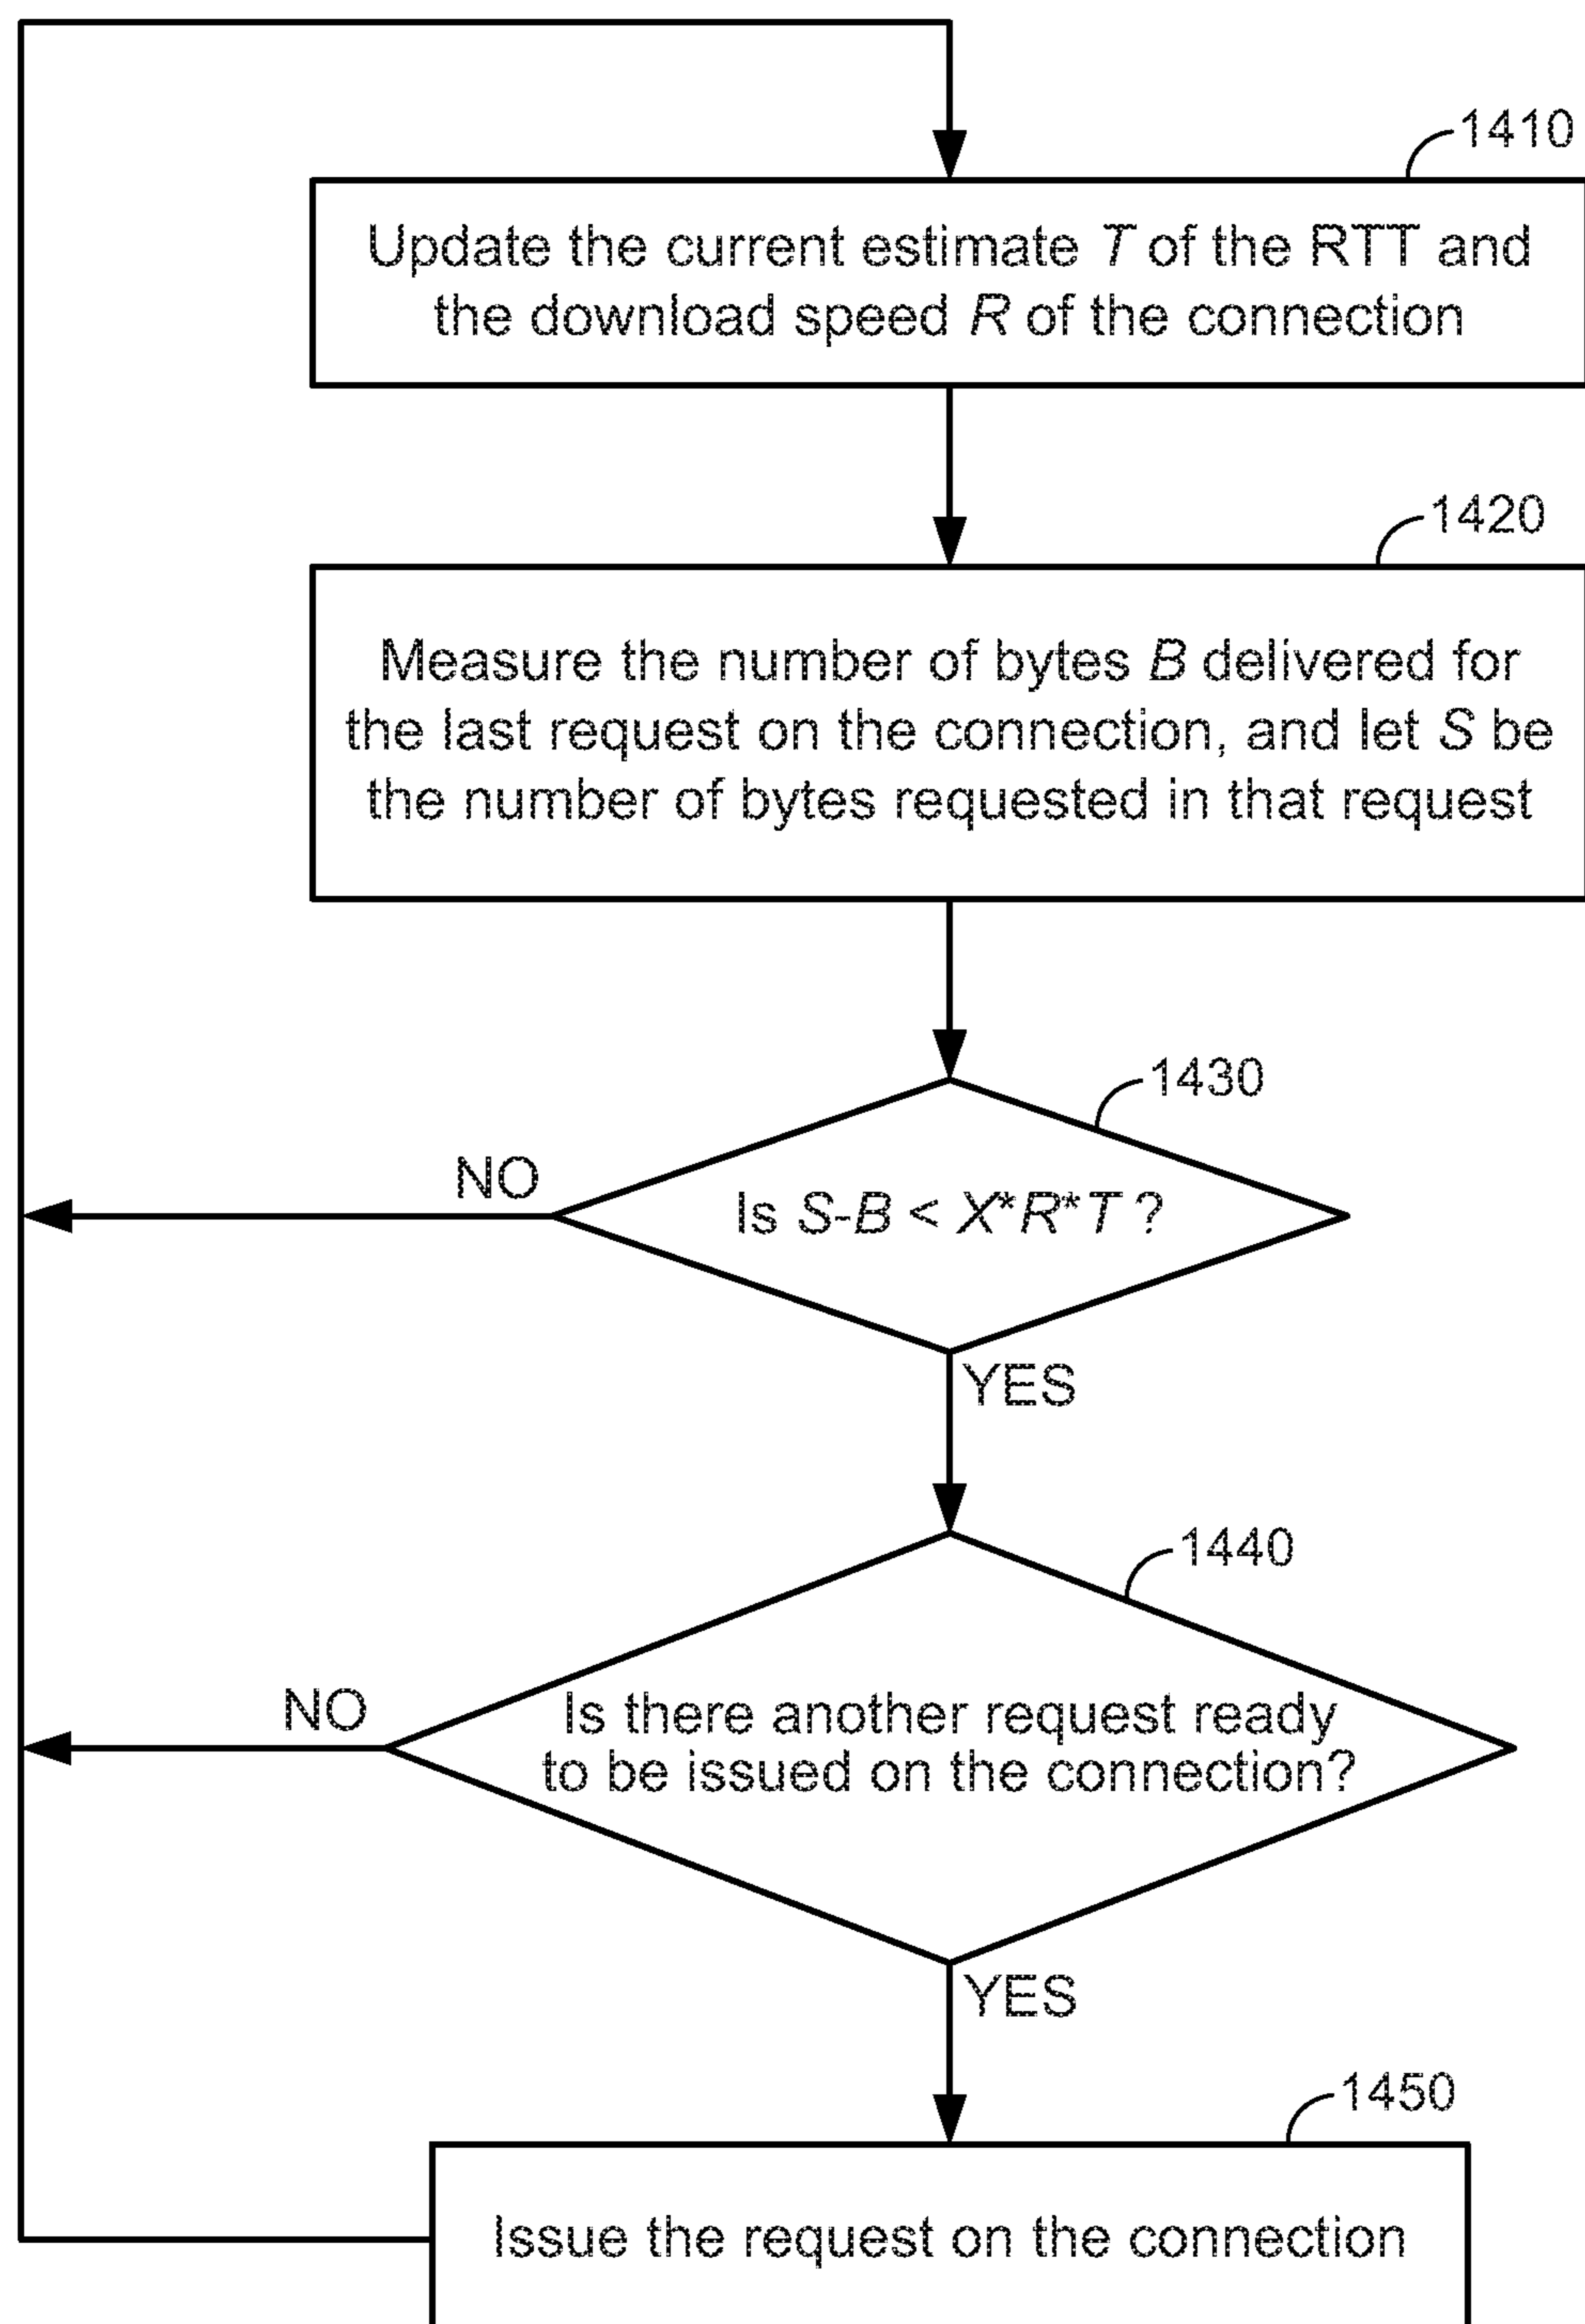 1410
Update the current estimate T of the RTT and
the download speed R of the connection
1420
Measure the number of bytes B delivered for
the last request on the connection, and let S be
the number of bytes requested in that request
1430
NO
Is S-B < X*R*T ?
YES
1440
NO
Is there another request ready
to be issued on the connection?
YES
1450
Issue the request on the connection